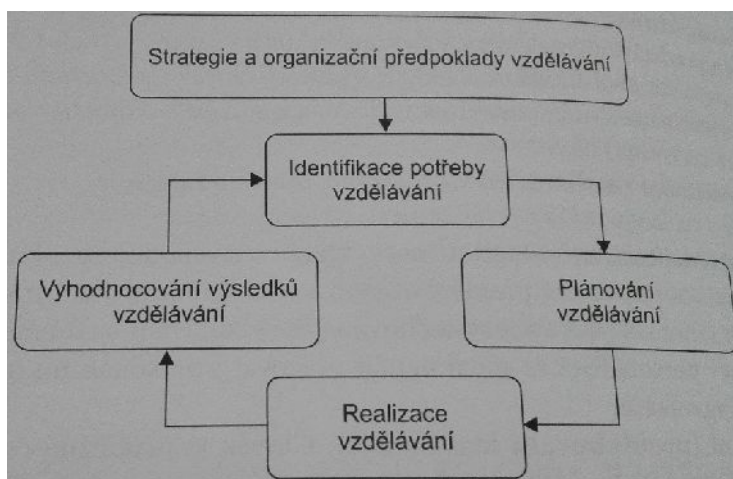 Strategie a organizační předpoklady vzdělávání
Identifikace potřeby
vzdělávání
Vyhodnocování výsledků
vzdělávání
Plánování
vzdělávání
Realizace
vzdělávání